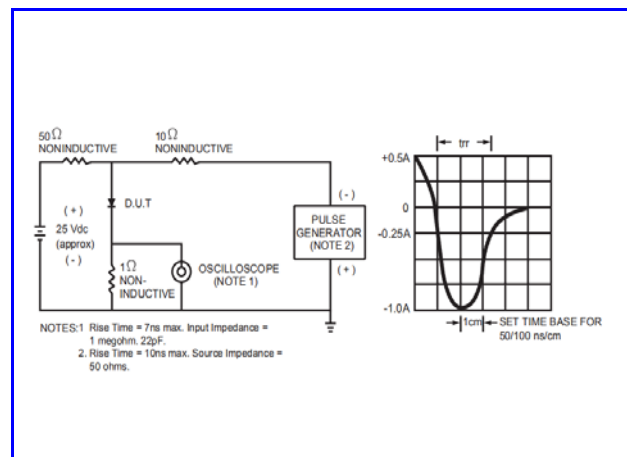 50Ω
NONINDUCTIVE
10Ω
NONINDUCTIVE
(+)
25 Vdc
(approx)
(-)
D.U.T
1Ω
NON-
INDUCTIVE
OSCILLOSCOPE
(NOTE 1)
(-)
PULSE
GENERATOR
(NOTE 2)
(+)
NOTES:1 Rise Time = 7ns max. Input Impedance =
1 megohm. 22pF.
2. Rise Time = 10ns max. Source Impedance =
50 ohms.
trr
+0.5A
0
-0.25A
-1.0A
1cm
SET TIME BASE FOR
50/100 ns/cm